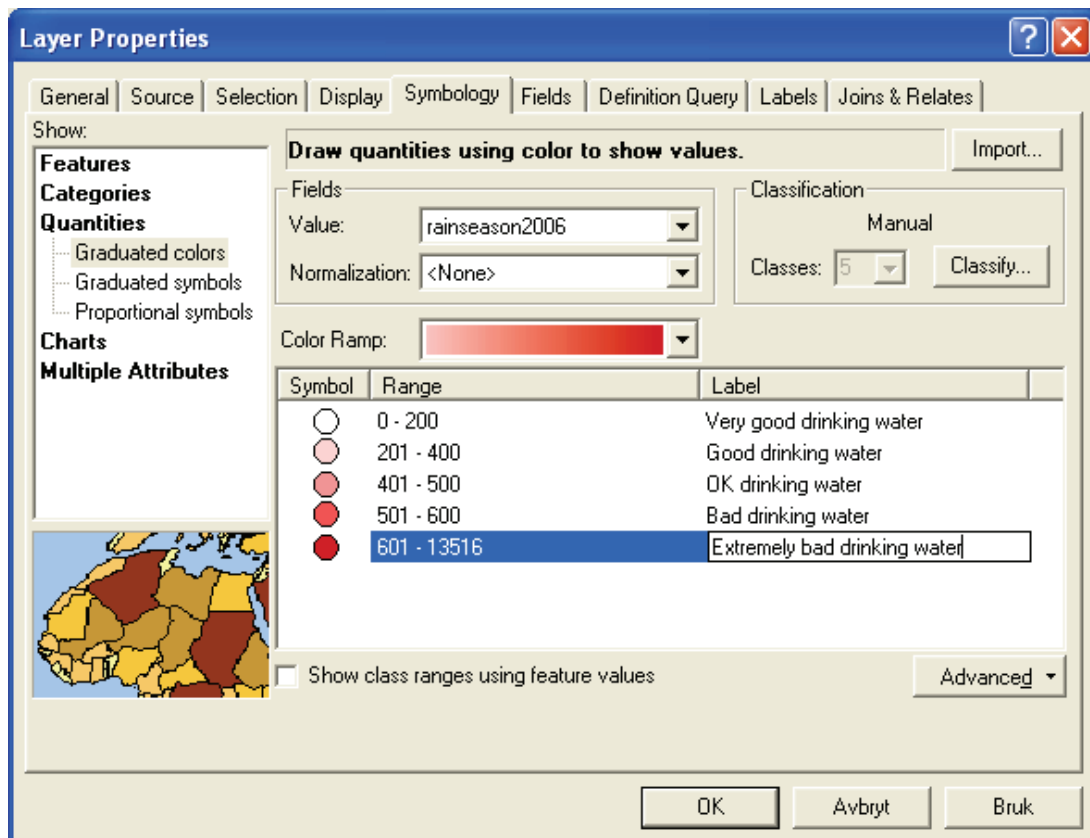 Layer Properties
?
General Source Selection Display Symbology Fields Definition Query Labels Joins & Relates
Show:
Features
Categories
Quantities
Graduated colors
Graduated symbols
Proportional symbols
Charts
Multiple Attributes
Draw quantities using color to show values.
Import...
Fields
Value: rainseason2006
Normalization: <None>
Classification
Manual
Classes: 5 Classify...
Color Ramp:
Symbol Range Label
0 - 200 Very good drinking water
201 - 400 Good drinking water
401 - 500 OK drinking water
501 - 600 Bad drinking water
601 - 13516 Extremely bad drinking water
Show class ranges using feature values
Advanced
OK Avbryt Bruk